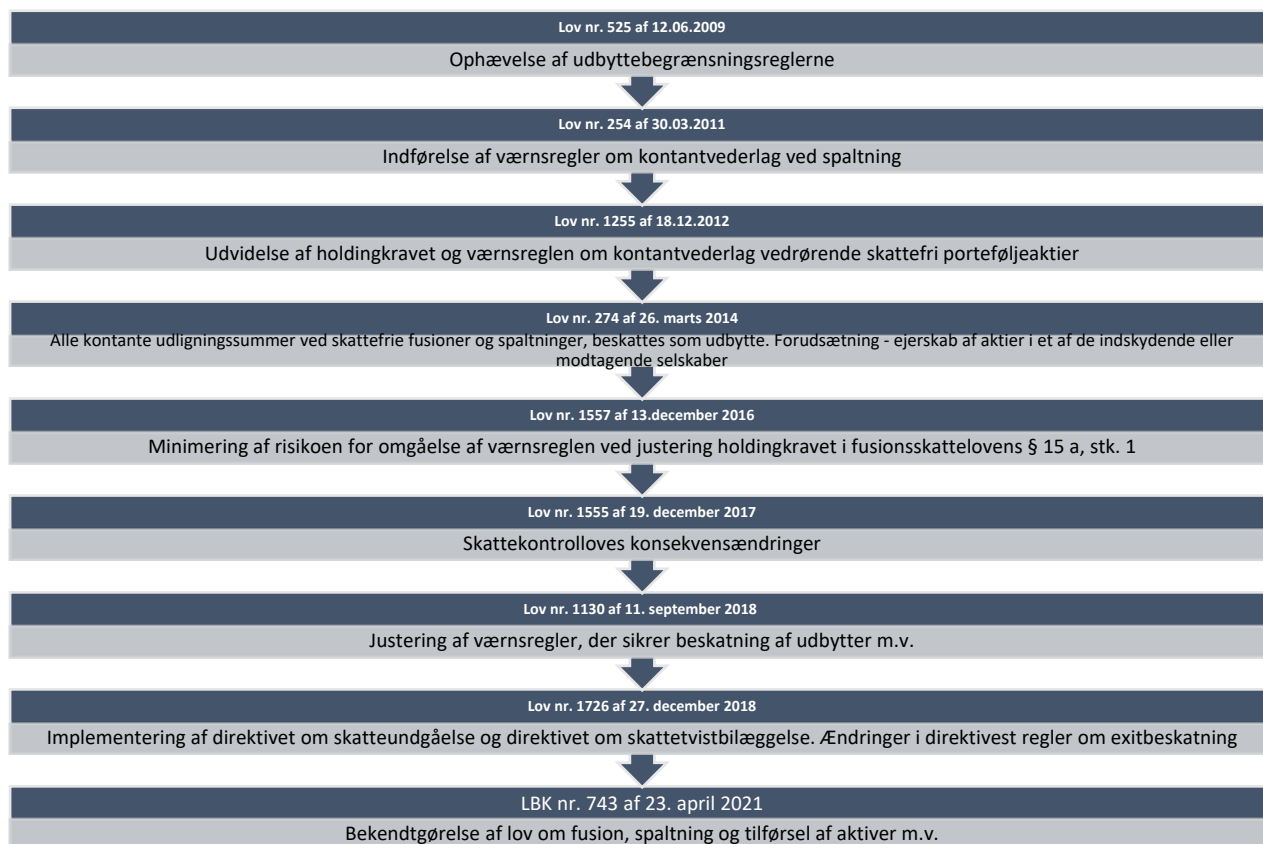 Lov nr. 525 af 12.06.2009
Ophævelse af udbyttebegrænsningsreglerne
Lov nr. 254 af 30.03.2011
Indførelse af værnsregler om kontantvederlag ved spaltning
Lov nr. 1255 af 18.12.2012
Udvidelse af holdingkravet og værnsreglen om kontantvederlag vedrørende skattefri porteføljeaktier
Lov nr. 274 af 26. marts 2014
Alle kontante udligningssummer ved skattefrie fusioner og spaltninger, beskattes som udbytte. Forudsætning - ejerskab af aktier i et af de indskydende eller
modtagende selskaber
Lov nr. 1557 af 13.december 2016
Minimering af risikoen for omgåelse af værnsreglen ved justering holdingkravet i fusionsskattelovens § 15 a, stk. 1
Lov nr. 1555 af 19. december 2017
Skattekontrolloves konsekvensændringer
Lov nr. 1130 af 11. september 2018
Justering af værnsregler, der sikrer beskatning af udbytter m.v.
Lov nr. 1726 af 27. december 2018
Implementering af direktivet om skatteundgåelse og direktivet om skattetvistbilæggelse. Ændringer i direktivest regler om exitbeskatning
LBK nr. 743 af 23. april 2021
Bekendtgørelse af lov om fusion, spaltning og tilførsel af aktiver m.v.